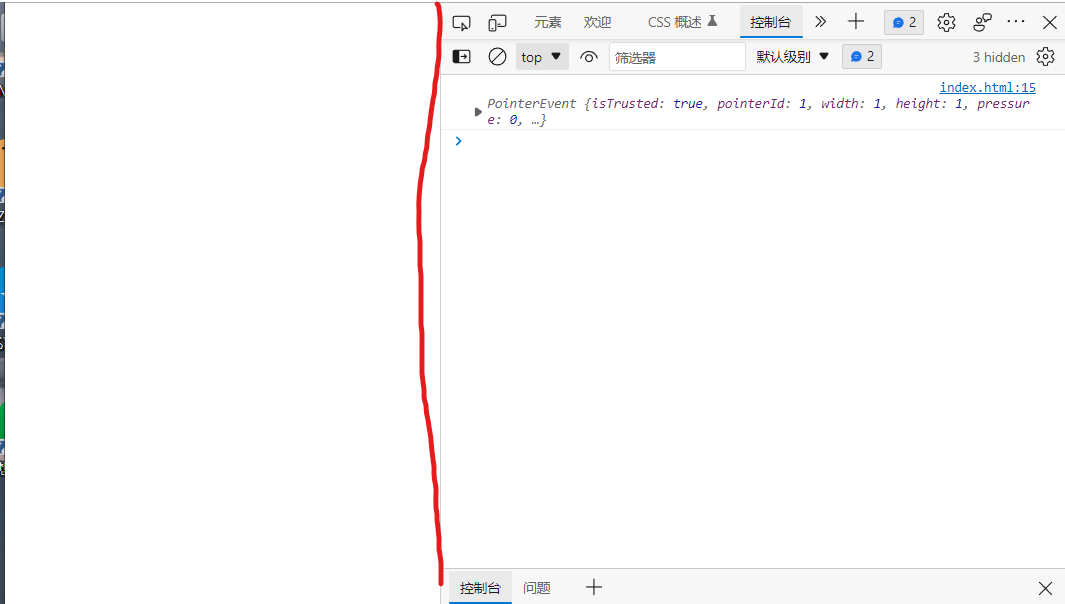 元素 欢迎 CSS 概述 控制台 2
top 筛选器 默认级别 2 3 hidden
index.html:15
PointerEvent {isTrusted: true, pointerId: 1, width: 1, height: 1, pressur
e: 0, …}
控制台 问题